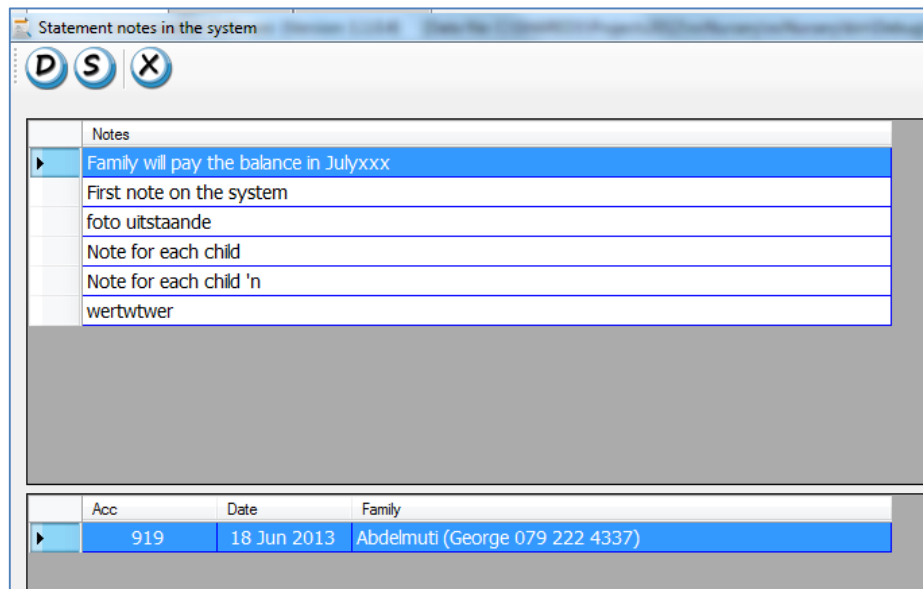 Statement notes in the system
D S X
Notes
Family will pay the balance in Julyxxx
First note on the system
foto uitstaande
Note for each child
Note for each child 'n
wertwtwer
Acc Date Family
919 18 Jun 2013 Abdelmuti (George 079 222 4337)